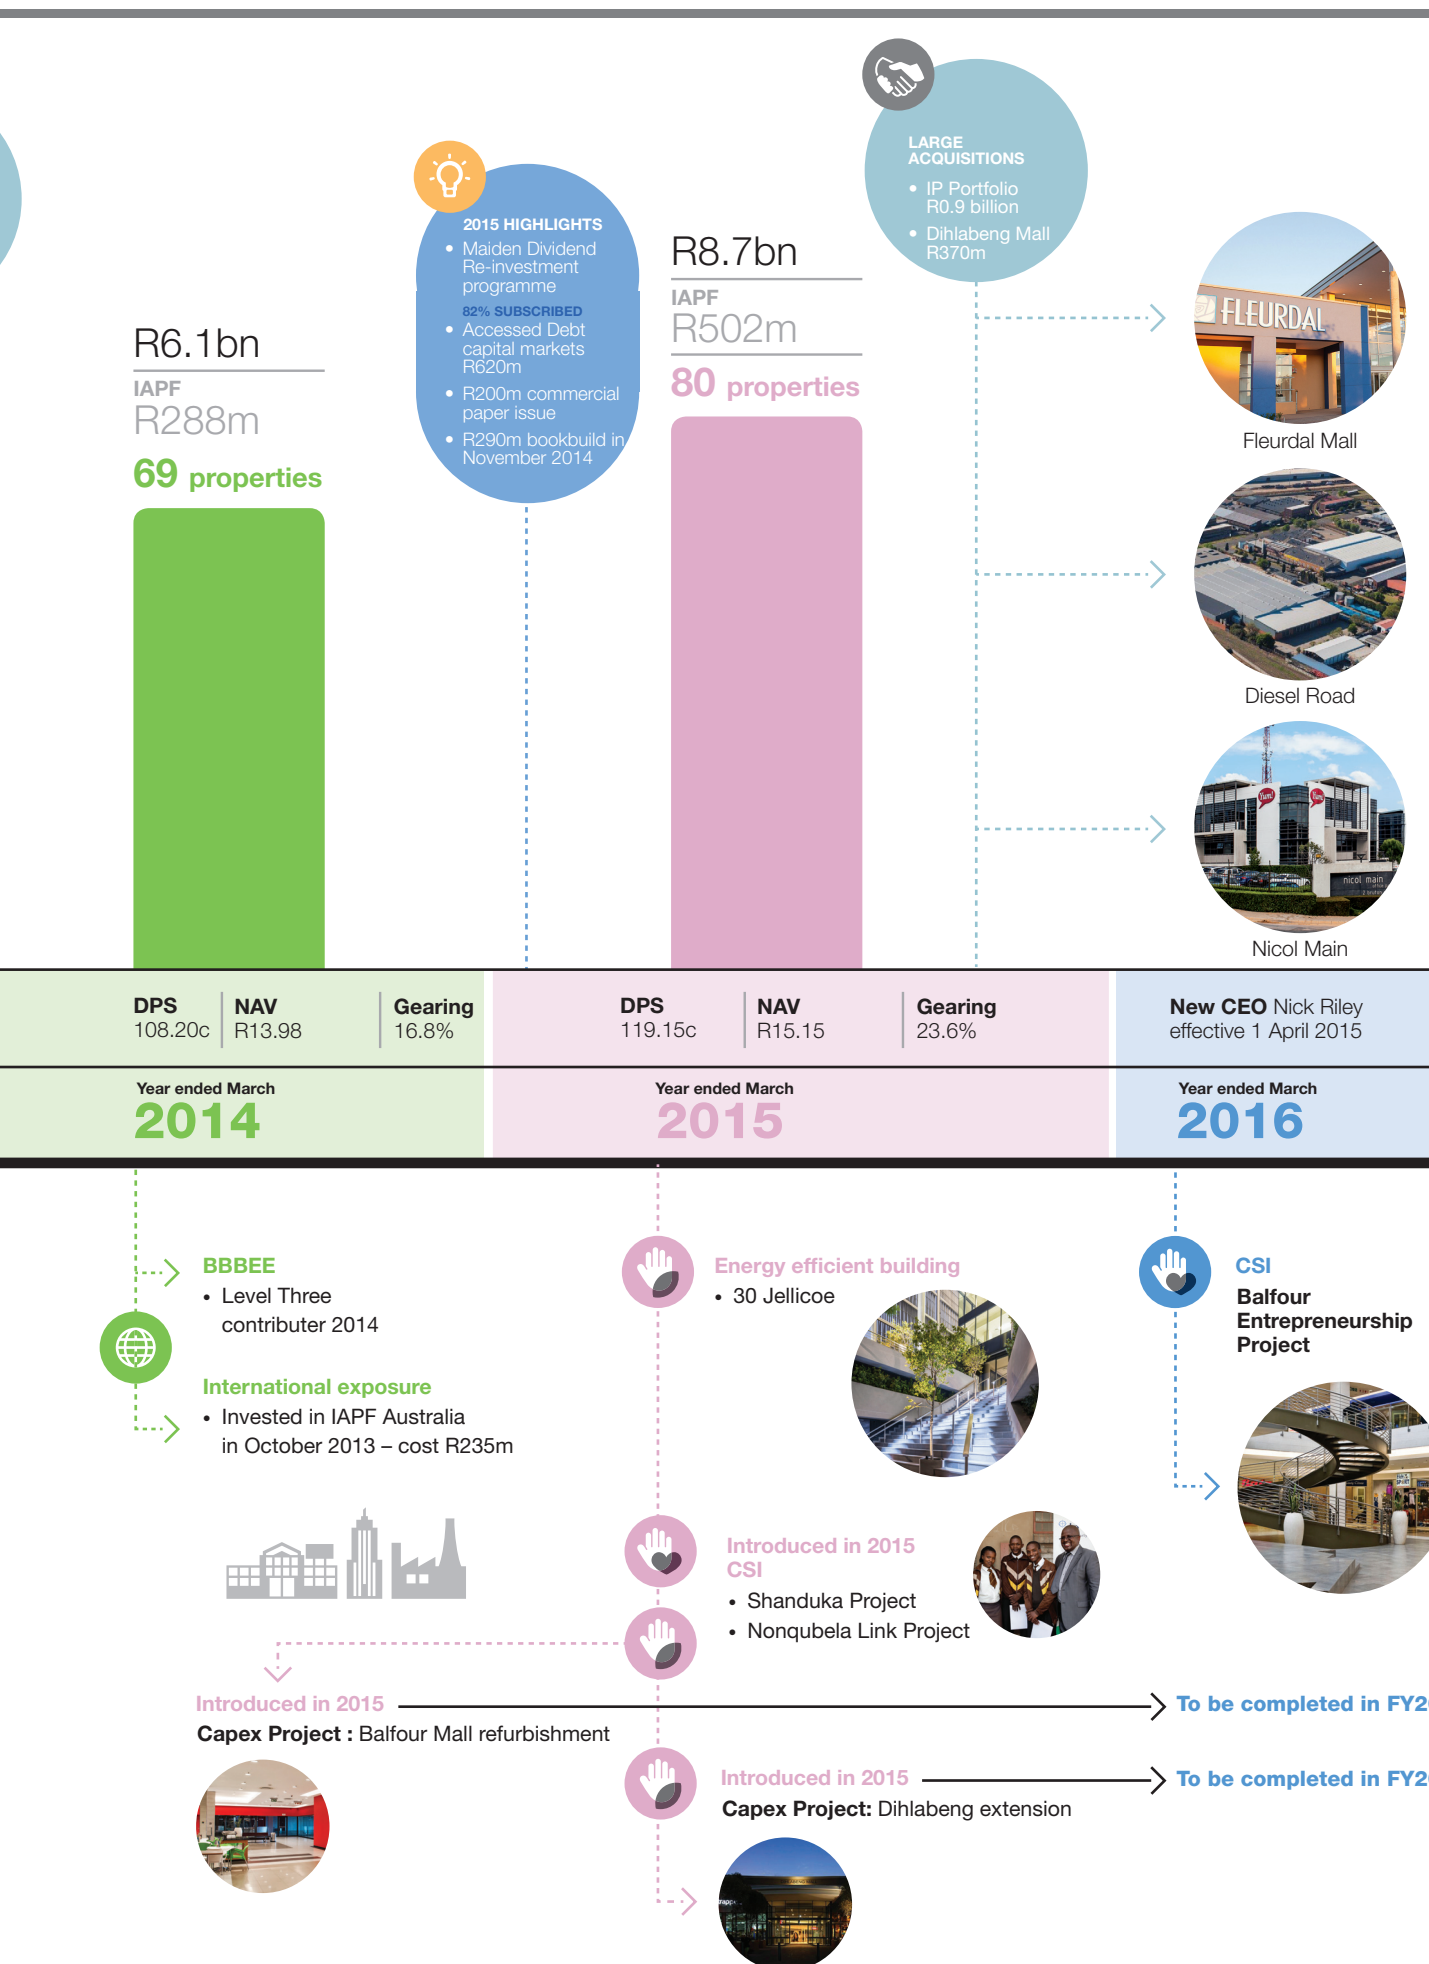 LARGE
ACQUISITIONS
• IP Portfolio
R0.9 billion
• Dihlabeng Mall
R370m
2015 HIGHLIGHTS
• Maiden Dividend
Re-investment
programme
82% SUBSCRIBED
• Accessed Debt
capital markets
R620m
• R200m commercial
paper issue
• R290m bookbuild in
November 2014
R6.1bn
IAPF
R288m
69 properties
R8.7bn
IAPF
R502m
80 properties
FLEURDAL
Fleurdal Mall
Diesel Road
Yum!
Yum!
nicol main
Nicol Main
DPS
108.20c
NAV
R13.98
Gearing
16.8%
DPS
119.15c
NAV
R15.15
Gearing
23.6%
New CEO Nick Riley
effective 1 April 2015
Year ended March
2014
Year ended March
2015
Year ended March
2016
BBBEE
• Level Three
contributer 2014
International exposure
• Invested in IAPF Australia
in October 2013 – cost R235m
Energy efficient building
• 30 Jellicoe
CSI
Balfour
Entrepreneurship
Project
Introduced in 2015
CSI
• Shanduka Project
• Nonqubela Link Project
Introduced in 2015
To be completed in FY2
Capex Project : Balfour Mall refurbishment
Introduced in 2015
To be completed in FY2
Capex Project: Dihlabeng extension